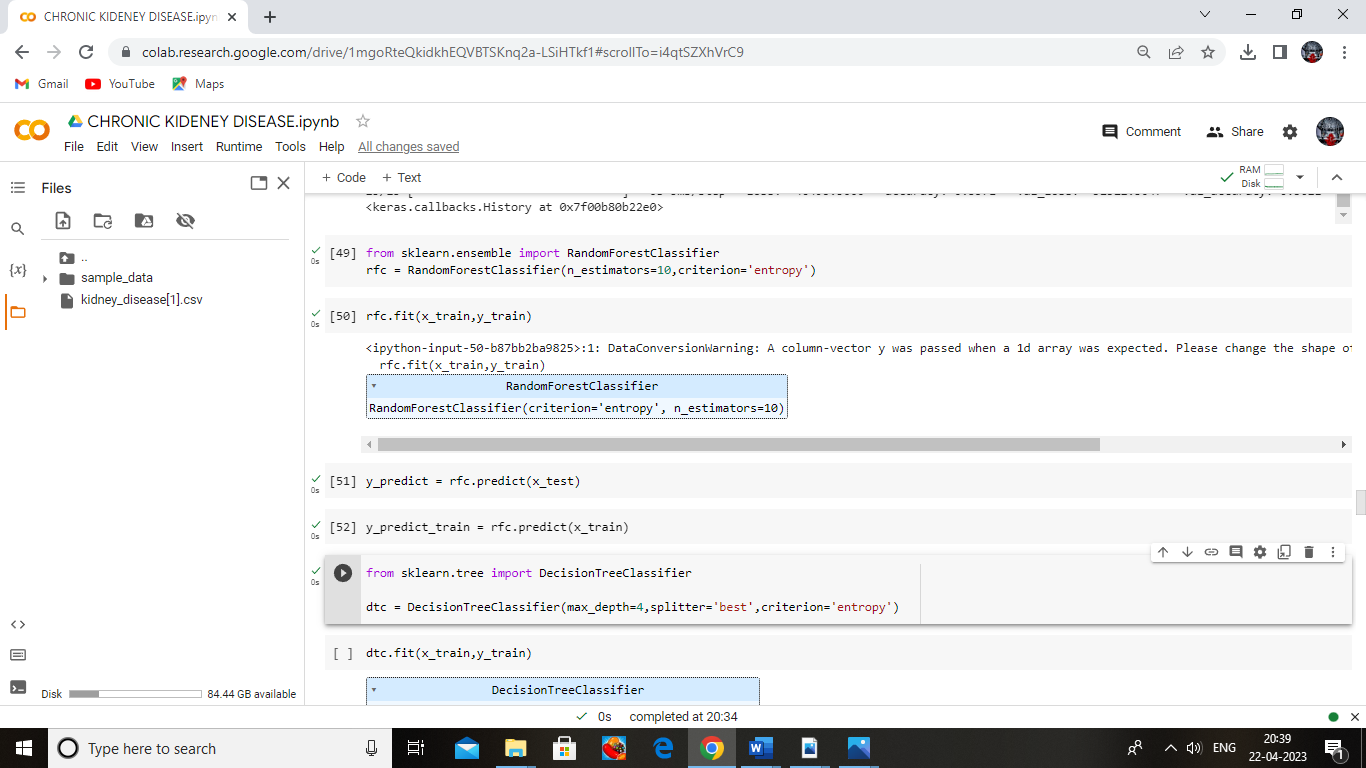 CHRONIC KIDENEY DISEASE.ipyn
colab.research.google.com/drive/1mgoRteQkidkhEQVBTSKnq2a-LSiHTkf1#scrollTo=i4qtSZXhVrC9
Gmail YouTube Maps
CHRONIC KIDENEY DISEASE.ipynb
File Edit View Insert Runtime Tools Help All changes saved
Comment Share
Files
+ Code + Text
RAM
Disk
..
sample_data
kidney_disease[1].csv
Disk 84.44 GB available
<keras.callbacks.History at 0x7f00b80b22e0>
0s [49] from sklearn.ensemble import RandomForestClassifier
rfc = RandomForestClassifier(n_estimators=10,criterion='entropy')
0s [50] rfc.fit(x_train,y_train)
<ipython-input-50-b87bb2ba9825>:1: DataConversionWarning: A column-vector y was passed when a 1d array was expected. Please change the shape of
rfc.fit(x_train,y_train)
RandomForestClassifier
RandomForestClassifier(criterion='entropy', n_estimators=10)
0s [51] y_predict = rfc.predict(x_test)
0s [52] y_predict_train = rfc.predict(x_train)
0s from sklearn.tree import DecisionTreeClassifier
dtc = DecisionTreeClassifier(max_depth=4,splitter='best',criterion='entropy')
[ ] dtc.fit(x_train,y_train)
DecisionTreeClassifier
0s completed at 20:34
Type here to search
ENG
20:39
22-04-2023
1